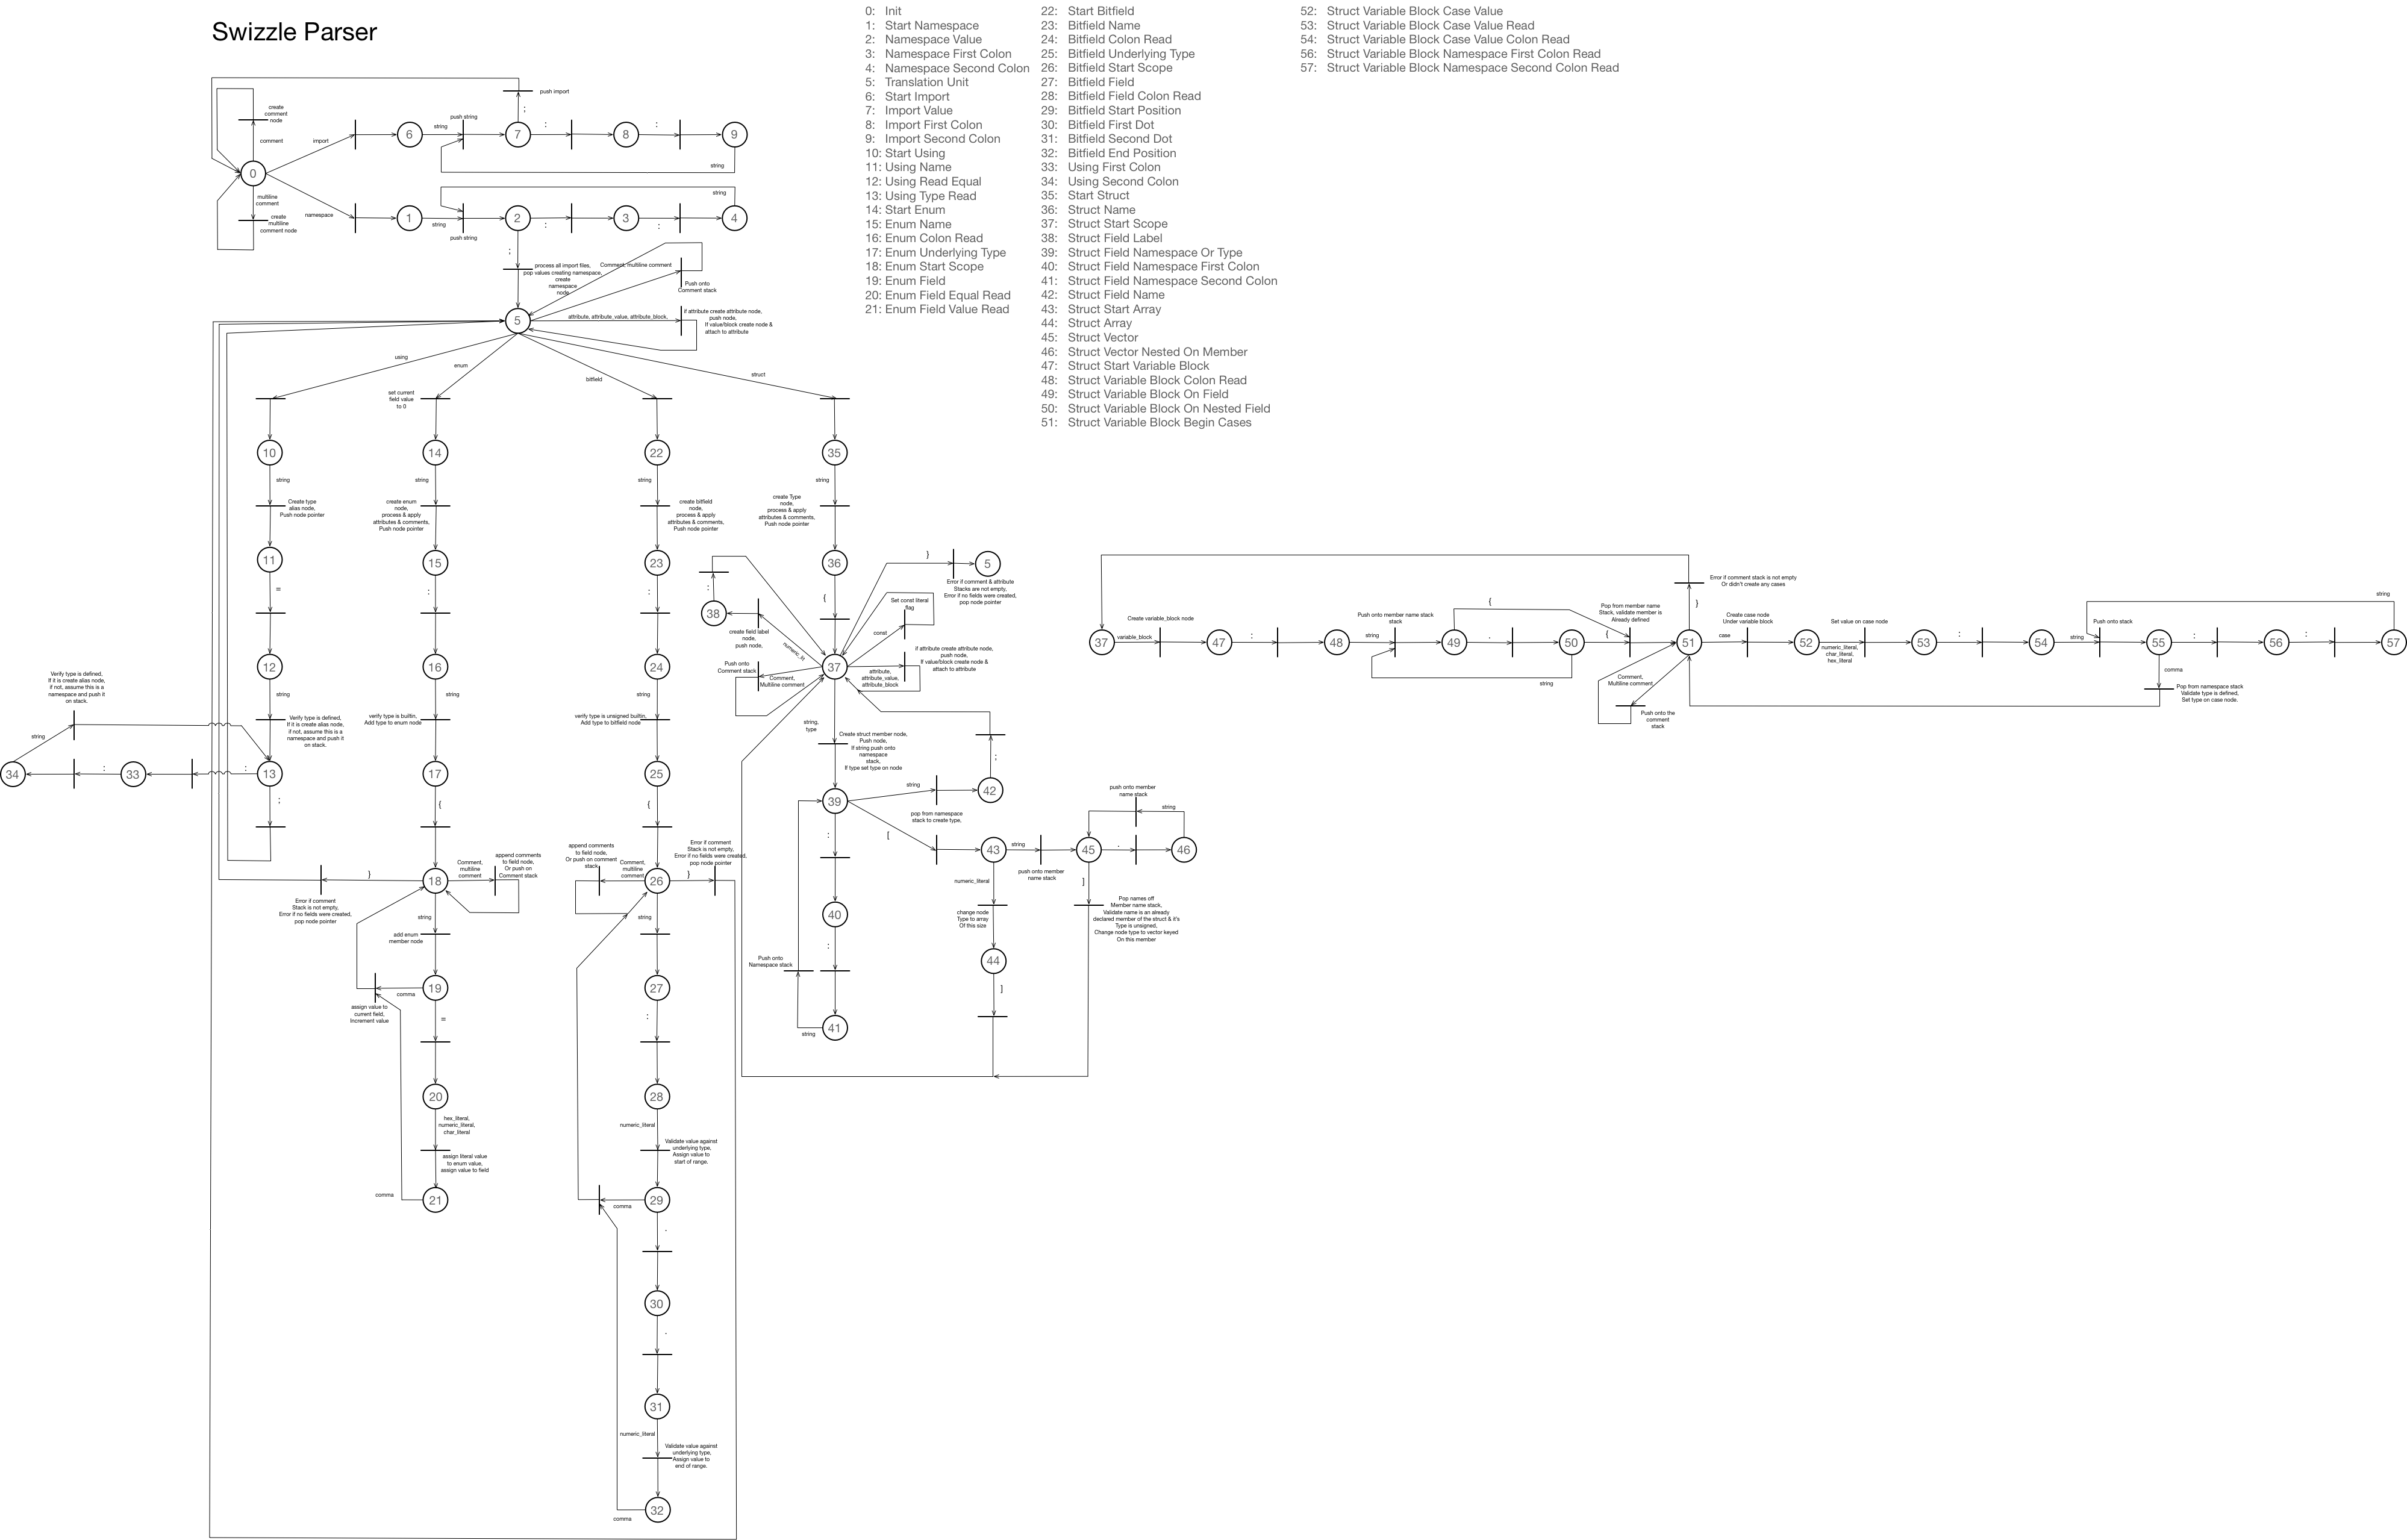 Swizzle Parser
0: Init
1: Start Namespace
2: Namespace Value
3: Namespace First Colon
4: Namespace Second Colon
5: Translation Unit
6: Start Import
7: Import Value
8: Import First Colon
9: Import Second Colon
10: Start Using
11: Using Name
12: Using Read Equal
13: Using Type Read
14: Start Enum
15: Enum Name
16: Enum Colon Read
17: Enum Underlying Type
18: Enum Start Scope
19: Enum Field
20: Enum Field Equal Read
21: Enum Field Value Read
22: Start Bitfield
23: Bitfield Name
24: Bitfield Colon Read
25: Bitfield Underlying Type
26: Bitfield Start Scope
27: Bitfield Field
28: Bitfield Field Colon Read
29: Bitfield Start Position
30: Bitfield First Dot
31: Bitfield Second Dot
32: Bitfield End Position
33: Using First Colon
34: Using Second Colon
35: Start Struct
36: Struct Name
37: Struct Start Scope
38: Struct Field Label
39: Struct Field Namespace Or Type
40: Struct Field Namespace First Colon
41: Struct Field Namespace Second Colon
42: Struct Field Name
43: Struct Start Array
44: Struct Array
45: Struct Vector
46: Struct Vector Nested On Member
47: Struct Start Variable Block
48: Struct Variable Block Colon Read
49: Struct Variable Block On Field
50: Struct Variable Block On Nested Field
51: Struct Variable Block Begin Cases
52: Struct Variable Block Case Value
53: Struct Variable Block Case Value Read
54: Struct Variable Block Case Value Colon Read
56: Struct Variable Block Namespace First Colon Read
57: Struct Variable Block Namespace Second Colon Read
push import
;
create
comment
node
comment
import
6
string
push string
7
:
8
:
9
string
0
multiline
comment
create
multiline
comment node
namespace
1
string
push string
2
:
3
:
4
string
;
process all import files,
pop values creating namespace,
create
namespace
node
Comment, multiline comment
Push onto
Comment stack
5
attribute, attribute_value, attribute_block,
if attribute create attribute node,
push node,
If value/block create node &
attach to attribute
using
enum
bitfield
struct
set current
field value
to 0
10
string
Create type
alias node,
Push node pointer
11
=
12
string
Verify type is defined,
If it is create alias node,
if not, assume this is a
namespace and push it
on stack.
13
:
33
:
34
string
Verify type is defined,
If it is create alias node,
if not, assume this is a
namespace and push it
on stack.
;
14
string
create enum
node,
process & apply
attributes & comments,
Push node pointer
15
:
16
string
verify type is builtin,
Add type to enum node
17
{
18
}
Error if comment
Stack is not empty,
Error if no fields were created,
pop node pointer
Comment,
multiline
comment
append comments
to field node,
Or push on
Comment stack
string
add enum
member node
19
comma
assign value to
current field,
Increment value
=
20
hex_literal,
numeric_literal,
char_literal
assign literal value
to enum value,
assign value to field
21
comma
22
string
create bitfield
node,
process & apply
attributes & comments,
Push node pointer
23
:
24
string
verify type is unsigned builtin,
Add type to bitfield node
25
{
26
append comments
to field node,
Or push on comment
stack
Comment,
multiline
comment
}
Error if comment
Stack is not empty,
Error if no fields were created,
pop node pointer
string
27
:
28
numeric_literal
Validate value against
underlying type,
Assign value to
start of range.
29
comma
.
30
.
31
numeric_literal
Validate value against
underlying type,
Assign value to
end of range.
32
comma
35
string
create Type
node,
process & apply
attributes & comments,
Push node pointer
36
{
37
}
5
Error if comment & attribute
Stacks are not empty,
Error if no fields were created,
pop node pointer
Set const literal
flag
const
38
:
create field label
node,
push node,
numeric_lit
Push onto
Comment stack
Comment,
Multiline comment
attribute,
attribute_value,
attribute_block
if attribute create attribute node,
push node,
If value/block create node &
attach to attribute
string,
type
Create struct member node,
Push node,
If string push onto
namespace
stack,
If type set type on node
39
string
42
;
pop from namespace
stack to create type,
[
43
string
push onto member
name stack
45
.
46
string
push onto member
name stack
numeric_literal
change node
Type to array
Of this size
44
]
]
Pop names off
Member name stack,
Validate name is an already
declared member of the struct & it's
Type is unsigned,
Change node type to vector keyed
On this member
:
40
:
41
string
Push onto
Namespace stack
37
variable_block
Create variable_block node
47
:
48
string
Push onto member name stack
stack
49
{
.
50
string
{
Pop from member name
Stack, validate member is
Already defined
51
}
Error if comment stack is not empty
Or didn't create any cases
Comment,
Multiline comment
Push onto the
comment
stack
case
Create case node
Under variable block
52
numeric_literal,
char_literal,
hex_literal
Set value on case node
53
:
54
string
Push onto stack
55
:
56
:
57
string
comma
Pop from namespace stack
Validate type is defined,
Set type on case node,